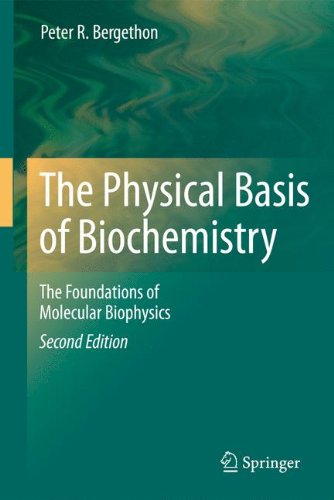 Peter R. Bergethon
The Physical Basis
of Biochemistry
The Foundations of
Molecular Biophysics
Second Edition
Springer